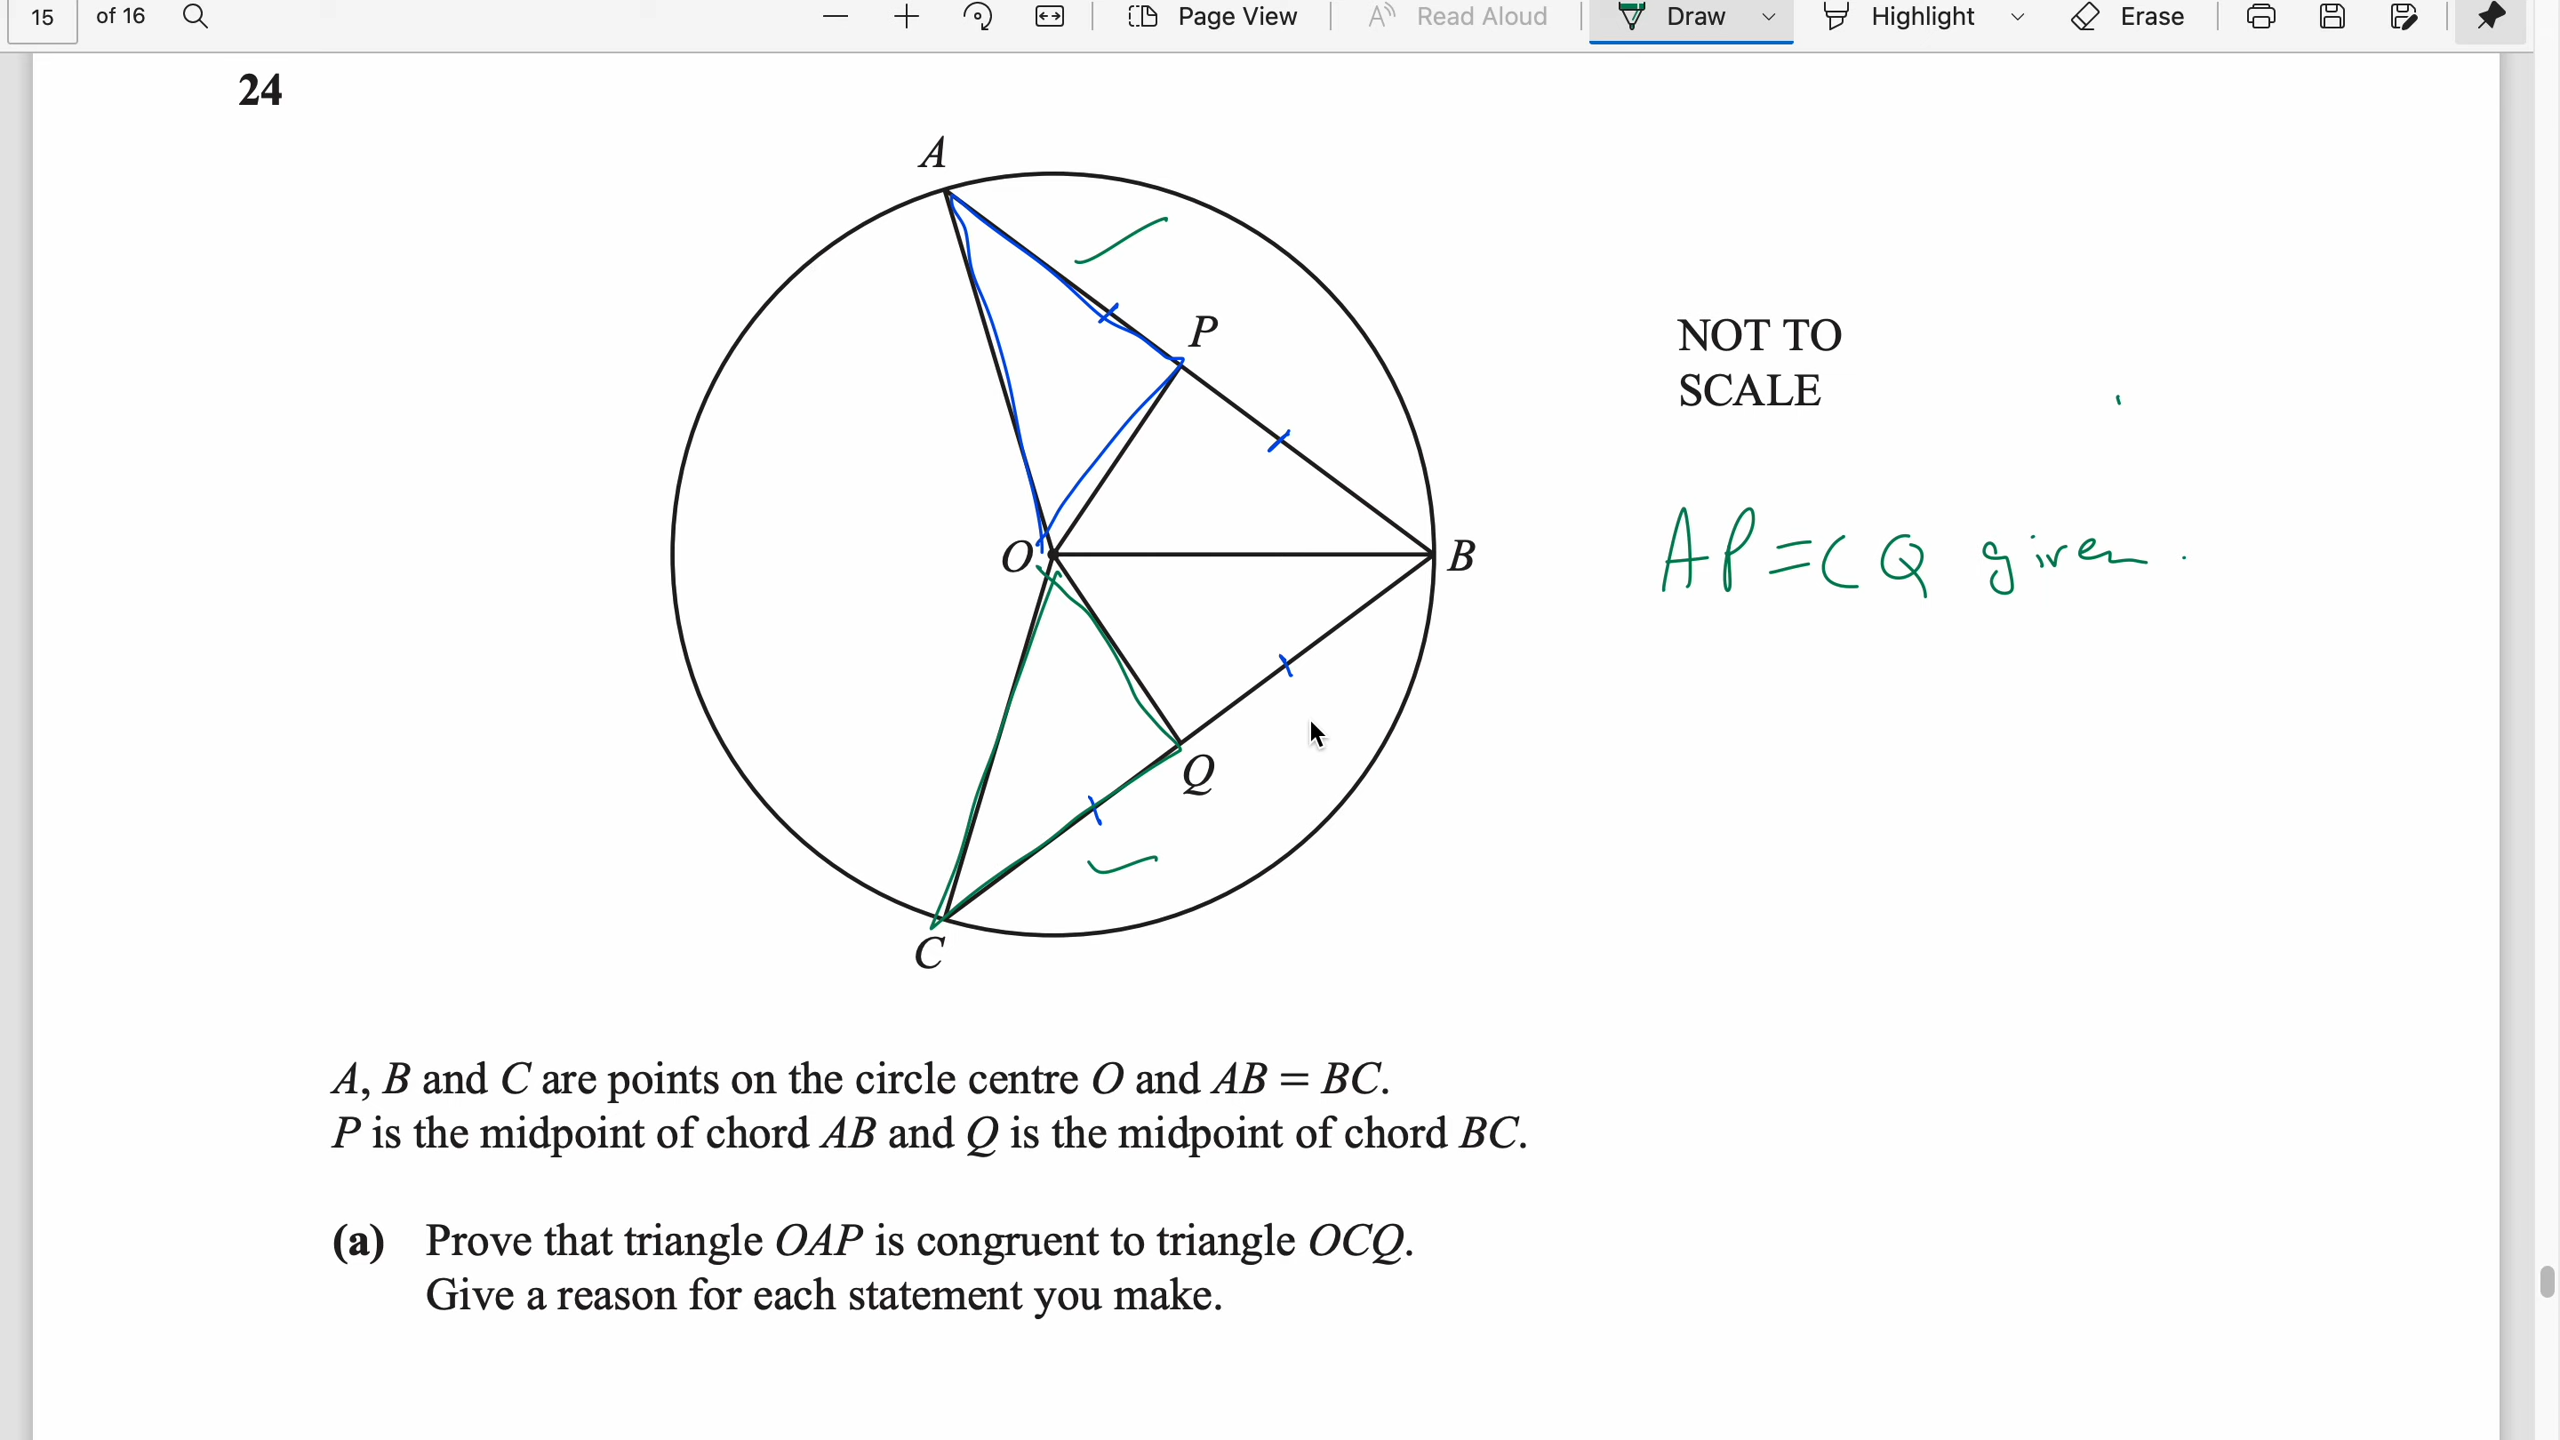 15 of 16 Page View Read Aloud Draw Highlight Erase
24
A
P
NOT TO
SCALE
O
B
AP = CQ given.
Q
C
A, B and C are points on the circle centre O and AB = BC.
P is the midpoint of chord AB and Q is the midpoint of chord BC.
(a) Prove that triangle OAP is congruent to triangle OCQ.
Give a reason for each statement you make.